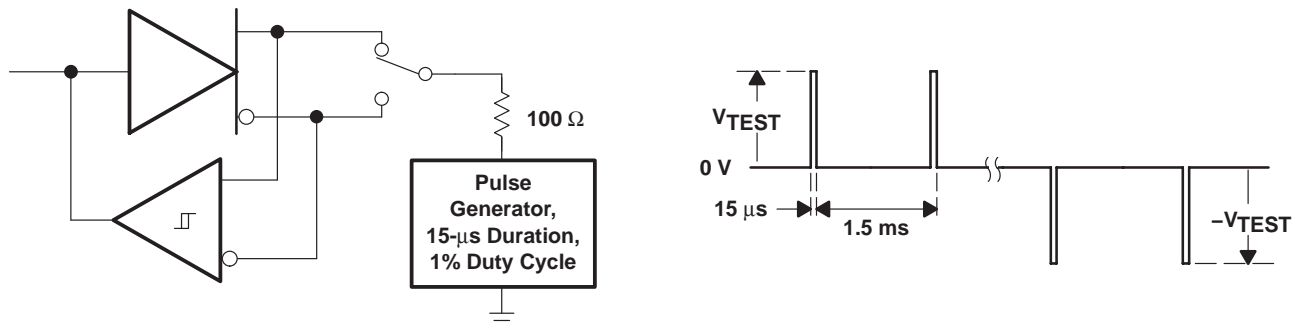 100 Ω
Pulse
Generator,
15-μs Duration,
1% Duty Cycle
VTEST
0 V
15 μs
1.5 ms
–VTEST